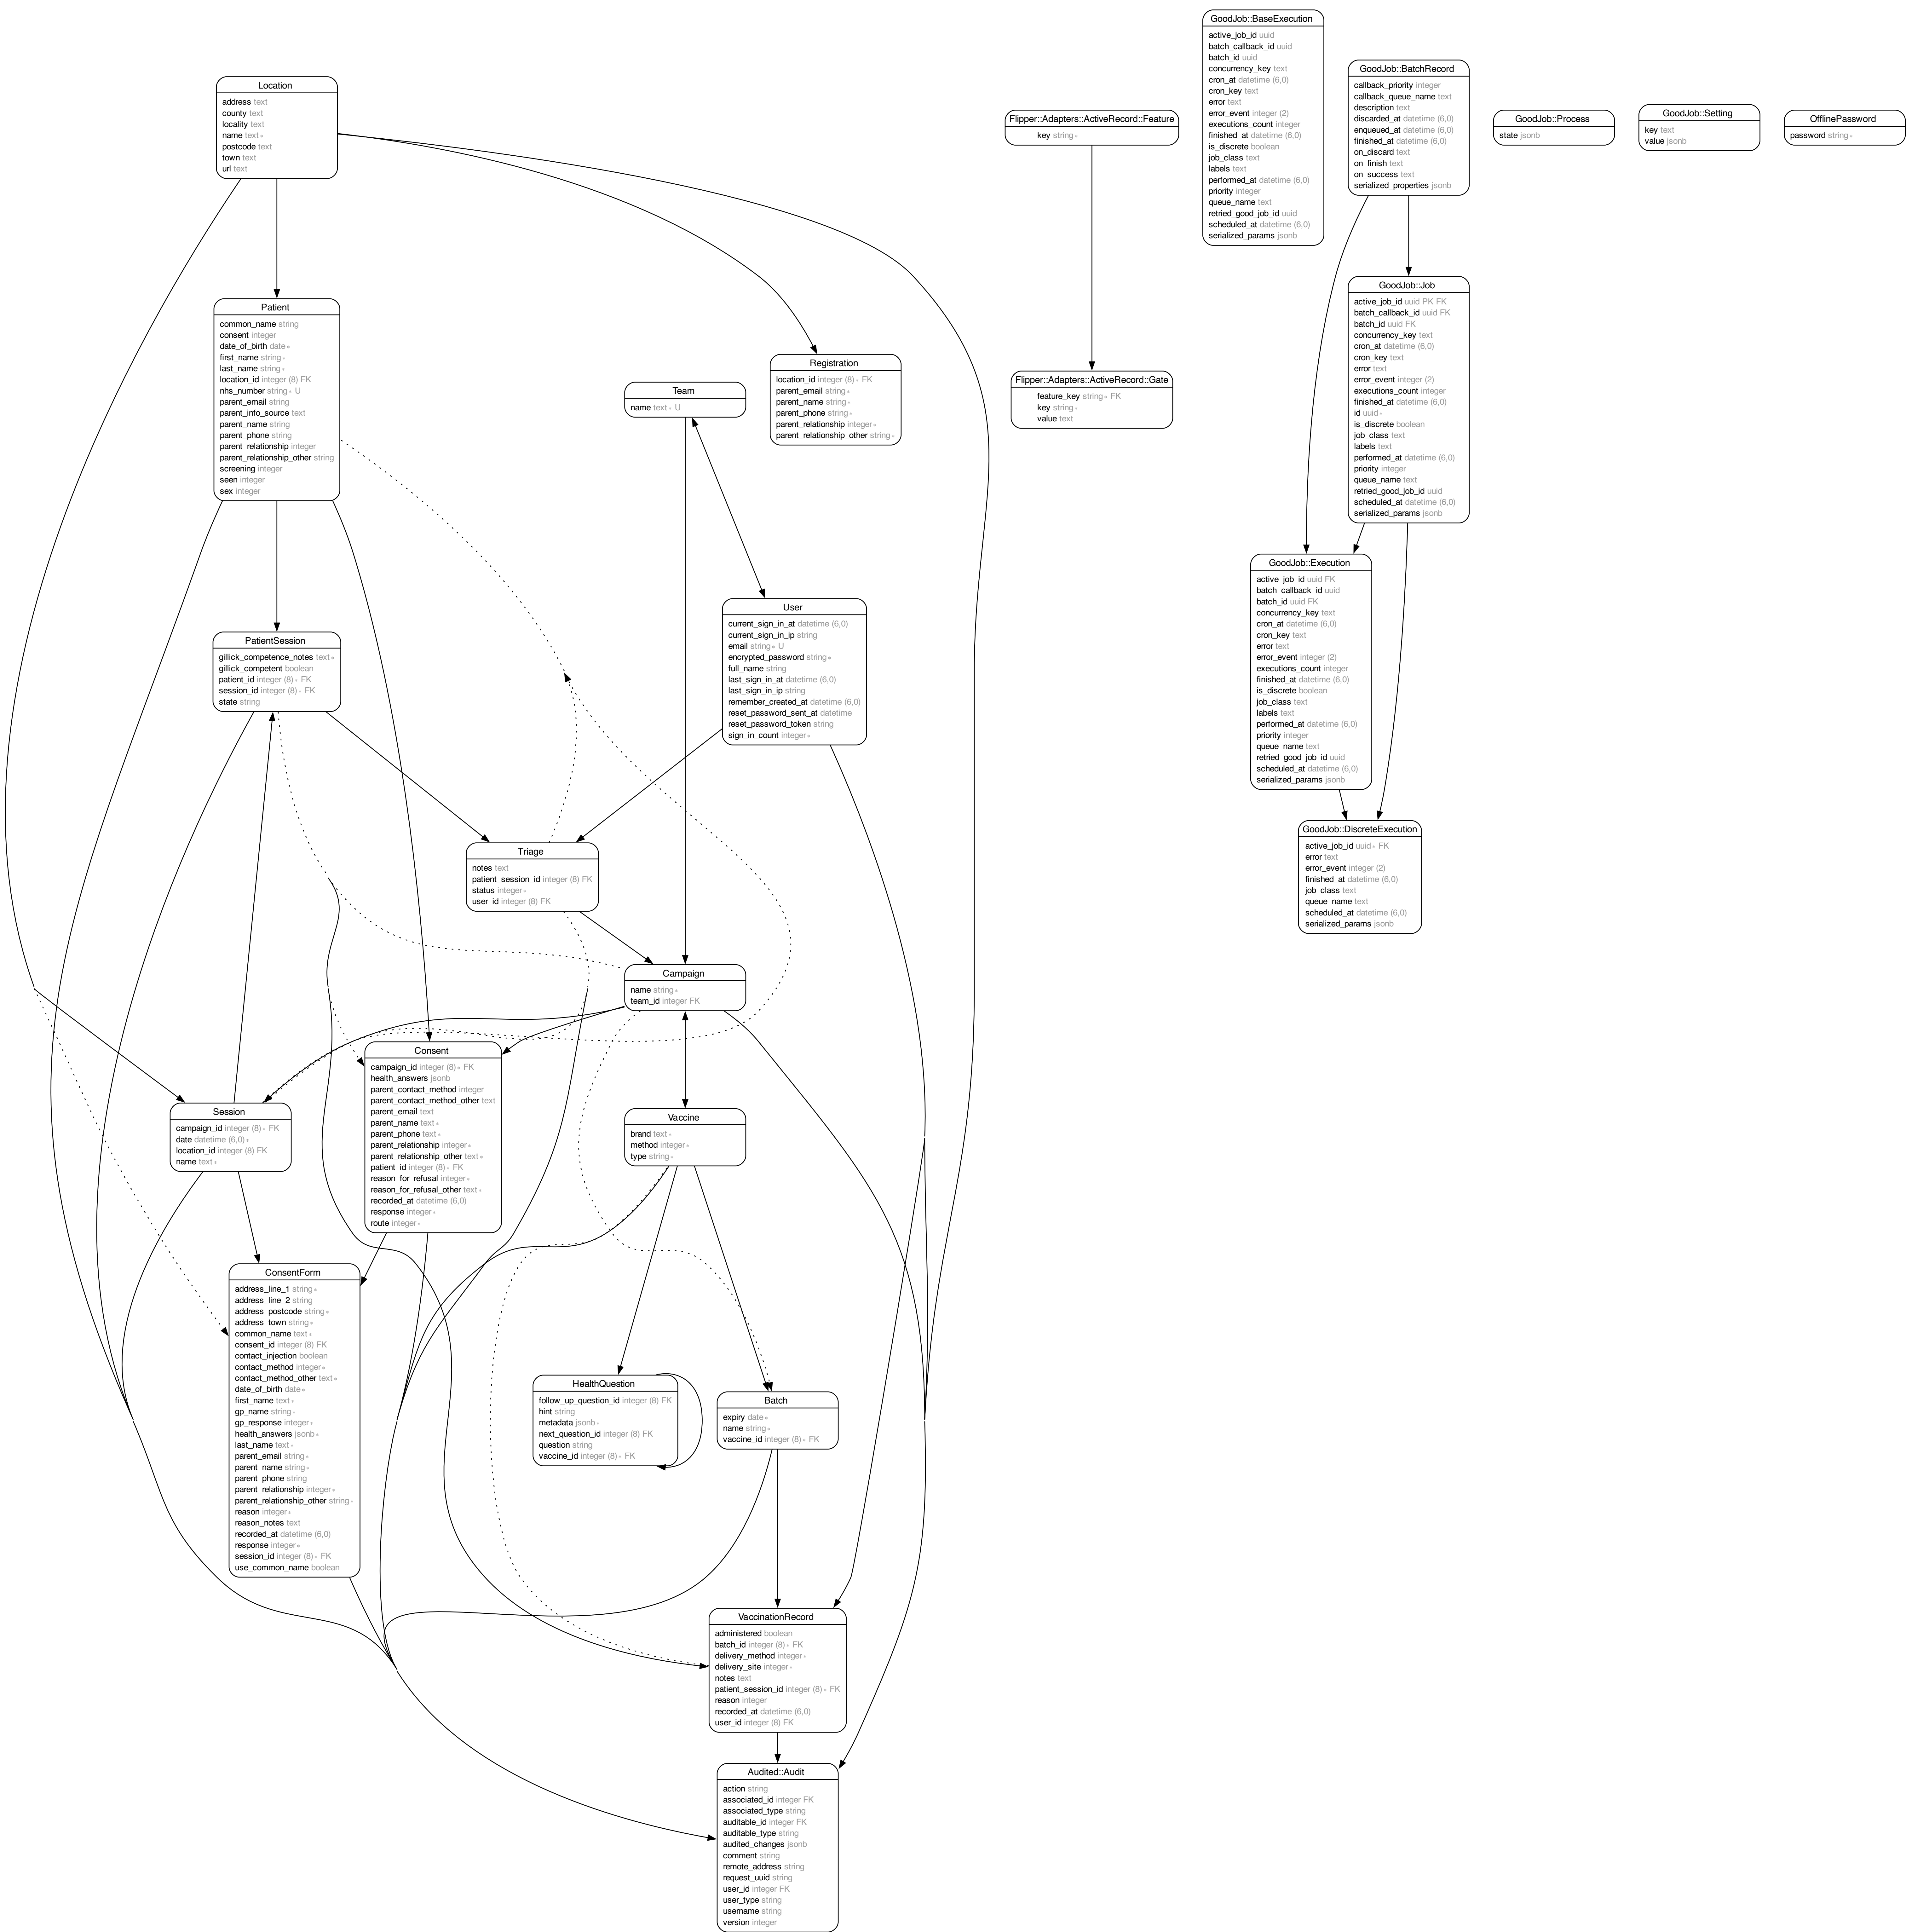 GoodJob::BaseExecution
active_job_id uuid
batch_callback_id uuid
batch_id uuid
concurrency_key text
cron_at datetime (6,0)
cron_key text
error text
error_event integer (2)
executions_count integer
finished_at datetime (6,0)
is_discrete boolean
job_class text
labels text
performed_at datetime (6,0)
priority integer
queue_name text
retried_good_job_id uuid
scheduled_at datetime (6,0)
serialized_params jsonb
GoodJob::BatchRecord
callback_priority integer
callback_queue_name text
description text
discarded_at datetime (6,0)
enqueued_at datetime (6,0)
finished_at datetime (6,0)
on_discard text
on_finish text
on_success text
serialized_properties jsonb
Location
address text
county text
locality text
name text *
postcode text
town text
url text
Flipper::Adapters::ActiveRecord::Feature
key string *
GoodJob::Process
state jsonb
GoodJob::Setting
key text
value jsonb
OfflinePassword
password string *
GoodJob::Job
active_job_id uuid PK FK
batch_callback_id uuid FK
batch_id uuid FK
concurrency_key text
cron_at datetime (6,0)
cron_key text
error text
error_event integer (2)
executions_count integer
finished_at datetime (6,0)
id uuid *
is_discrete boolean
job_class text
labels text
performed_at datetime (6,0)
priority integer
queue_name text
retried_good_job_id uuid
scheduled_at datetime (6,0)
serialized_params jsonb
Patient
common_name string
consent integer
date_of_birth date *
first_name string *
last_name string *
location_id integer (8) FK
nhs_number string * U
parent_email string
parent_info_source text
parent_name string
parent_phone string
parent_relationship integer
parent_relationship_other string
screening integer
seen integer
sex integer
Registration
location_id integer (8) * FK
parent_email string *
parent_name string *
parent_phone string *
parent_relationship integer *
parent_relationship_other string *
Team
name text * U
Flipper::Adapters::ActiveRecord::Gate
feature_key string * FK
key string *
value text
GoodJob::Execution
active_job_id uuid FK
batch_callback_id uuid
batch_id uuid FK
concurrency_key text
cron_at datetime (6,0)
cron_key text
error text
error_event integer (2)
executions_count integer
finished_at datetime (6,0)
is_discrete boolean
job_class text
labels text
performed_at datetime (6,0)
priority integer
queue_name text
retried_good_job_id uuid
scheduled_at datetime (6,0)
serialized_params jsonb
User
current_sign_in_at datetime (6,0)
current_sign_in_ip string
email string * U
encrypted_password string *
full_name string
last_sign_in_at datetime (6,0)
last_sign_in_ip string
remember_created_at datetime (6,0)
reset_password_sent_at datetime
reset_password_token string
sign_in_count integer *
PatientSession
gillick_competence_notes text *
gillick_competent boolean
patient_id integer (8) * FK
session_id integer (8) * FK
state string
GoodJob::DiscreteExecution
active_job_id uuid * FK
error text
error_event integer (2)
finished_at datetime (6,0)
job_class text
queue_name text
scheduled_at datetime (6,0)
serialized_params jsonb
Triage
notes text
patient_session_id integer (8) FK
status integer *
user_id integer (8) FK
Campaign
name string *
team_id integer FK
Consent
campaign_id integer (8) * FK
health_answers jsonb
parent_contact_method integer
parent_contact_method_other text
parent_email text
parent_name text *
parent_phone text *
parent_relationship integer *
parent_relationship_other text *
patient_id integer (8) * FK
reason_for_refusal integer *
reason_for_refusal_other text *
recorded_at datetime (6,0)
response integer *
route integer *
Session
campaign_id integer (8) * FK
date datetime (6,0) *
location_id integer (8) FK
name text *
Vaccine
brand text *
method integer *
type string *
ConsentForm
address_line_1 string *
address_line_2 string
address_postcode string *
address_town string *
common_name text *
consent_id integer (8) FK
contact_injection boolean
contact_method integer *
contact_method_other text *
date_of_birth date *
first_name text *
gp_name string *
gp_response integer *
health_answers jsonb *
last_name text *
parent_email string *
parent_name string *
parent_phone string
parent_relationship integer *
parent_relationship_other string *
reason integer *
reason_notes text
recorded_at datetime (6,0)
response integer *
session_id integer (8) * FK
use_common_name boolean
HealthQuestion
follow_up_question_id integer (8) FK
hint string
metadata jsonb *
next_question_id integer (8) FK
question string
vaccine_id integer (8) * FK
Batch
expiry date *
name string *
vaccine_id integer (8) * FK
VaccinationRecord
administered boolean
batch_id integer (8) * FK
delivery_method integer *
delivery_site integer *
notes text
patient_session_id integer (8) * FK
reason integer
recorded_at datetime (6,0)
user_id integer (8) FK
Audited::Audit
action string
associated_id integer FK
associated_type string
auditable_id integer FK
auditable_type string
audited_changes jsonb
comment string
remote_address string
request_uuid string
user_id integer FK
user_type string
username string
version integer